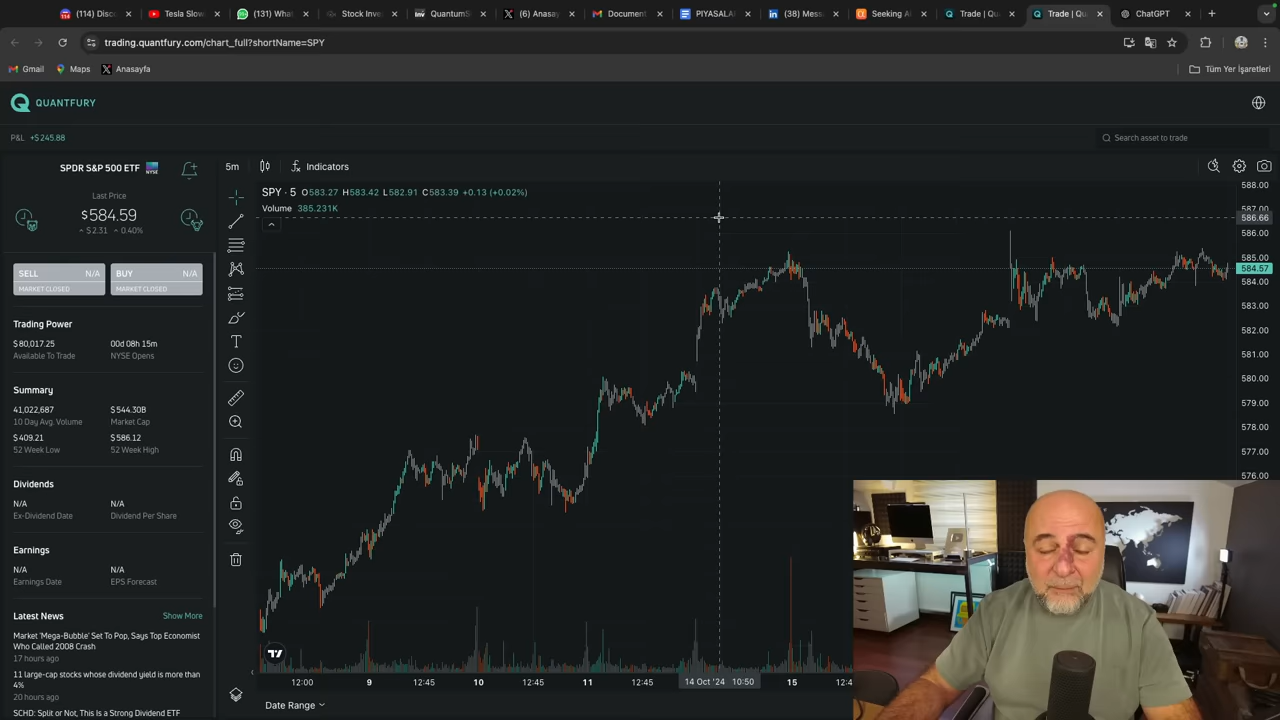 (114) Disc
Tesla Slow
(131) What
Stock Inve
QuantumS
(6) Anasay
Document
PIYASALAR
(38) Mess
Seeking A
Trade | Qu
Trade | Qu
ChatGPT
trading.quantfury.com/chart_full?shortName=SPY
Gmail
Maps
Anasayfa
Tüm Yer İşaretleri
QUANTFURY
P&L +$ 245.88
Search asset to trade
SPDR S&P 500 ETF
NYSE
Last Price
$584.59
$ 2.31 0.40%
SELL N/A
MARKET CLOSED
BUY N/A
MARKET CLOSED
Trading Power
$ 80,017.25 00d 08h 15m
Available To Trade NYSE Opens
Summary
41,022,687 $ 544.30B
10 Day Avg. Volume Market Cap
$ 409.21 $ 586.12
52 Week Low 52 Week High
Dividends
N/A N/A
Ex-Dividend Date Dividend Per Share
Earnings
N/A N/A
Earnings Date EPS Forecast
Latest News Show More
Market 'Mega-Bubble' Set To Pop, Says Top Economist
Who Called 2008 Crash
17 hours ago
11 large-cap stocks whose dividend yield is more than
4%
20 hours ago
SCHD: Split or Not, This Is a Strong Dividend ETF
5m
Indicators
SPY · 5 O583.27 H583.42 L582.91 C583.39 +0.13 (+0.02%)
Volume 385.231K
588.00
587.00
586.66
586.00
585.00
584.57
584.00
583.00
582.00
581.00
580.00
579.00
578.00
577.00
576.00
12:00 9 12:45 10 12:45 11 12:45 14 Oct '24 10:50 15 12:4
Date Range